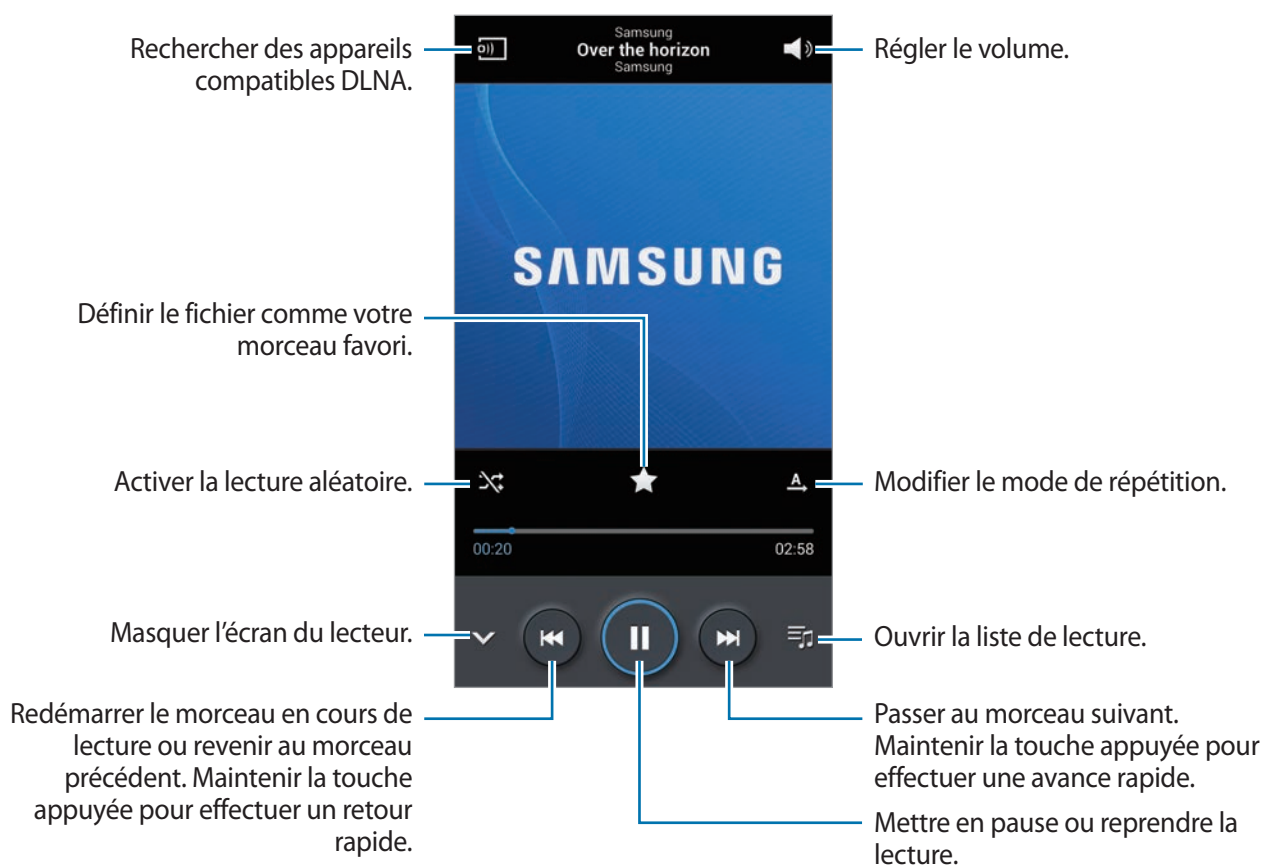 Rechercher des appareils
compatibles DLNA.
Samsung
Over the horizon
Samsung
Régler le volume.
SAMSUNG
Définir le fichier comme votre
morceau favori.
Activer la lecture aléatoire.
A
Modifier le mode de répétition.
00:20
02:58
Masquer l'écran du lecteur.
Ouvrir la liste de lecture.
Redémarrer le morceau en cours de
lecture ou revenir au morceau
précédent. Maintenir la touche
appuyée pour effectuer un retour
rapide.
Passer au morceau suivant.
Maintenir la touche appuyée pour
effectuer une avance rapide.
Mettre en pause ou reprendre la
lecture.